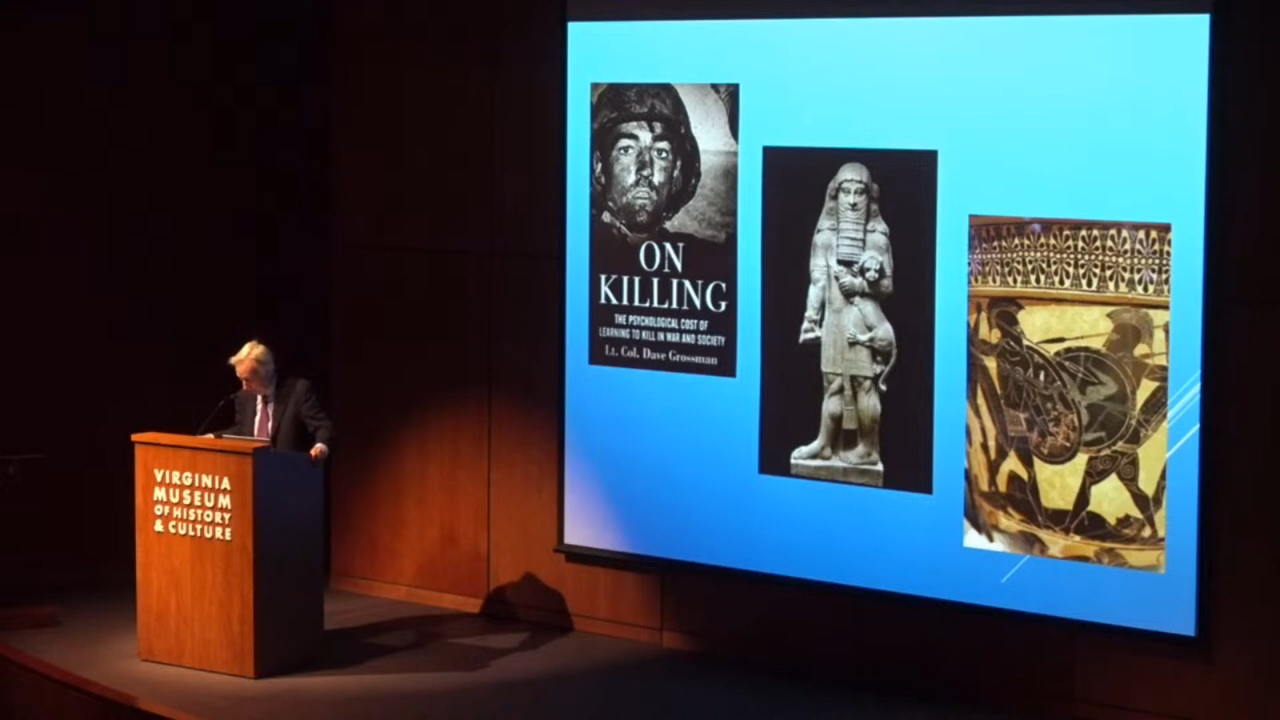 ON
KILLING
THE PSYCHOLOGICAL COST OF
LEARNING TO KILL IN WAR AND SOCIETY
Lt. Col. Dave Grossman
VIRGINIA
MUSEUM
OF HISTORY
& CULTURE